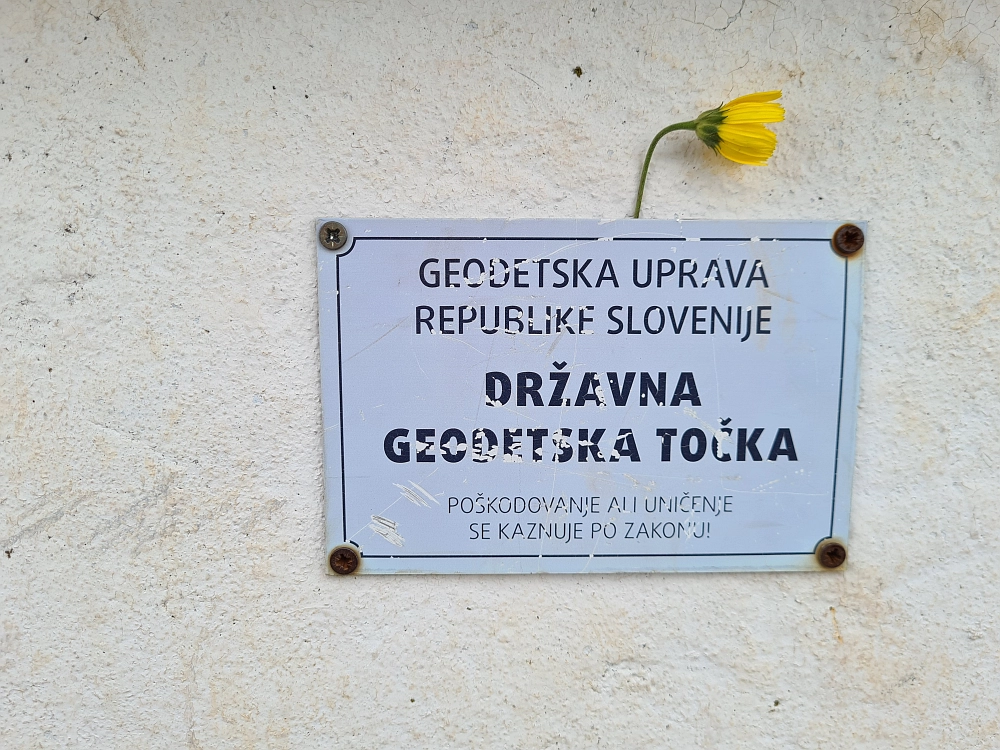 GEODETSKA UPRAVA
REPUBLIKE SLOVENIJE
DRŽAVNA
GEODETSKA TOČKA
POŠKODOVANJE ALI UNIČENJE
SE KAZNUJE PO ZAKONU!